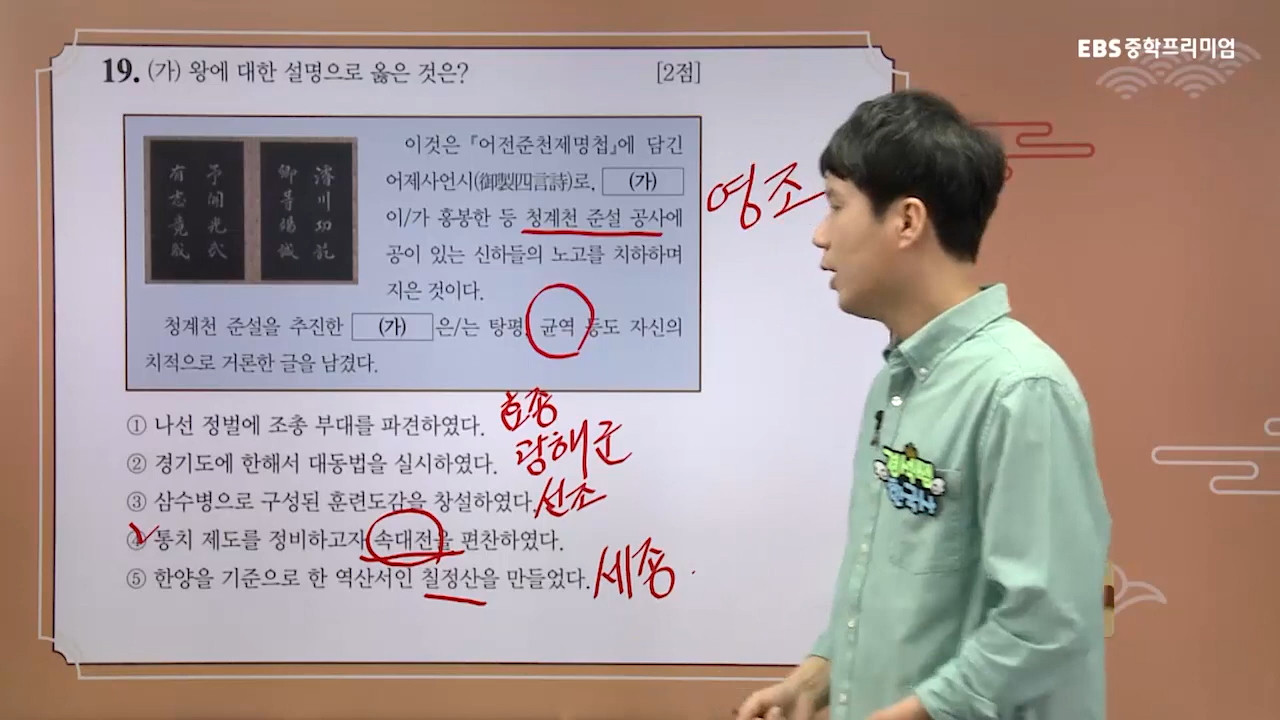 EBS 중학프리미엄
19. (가) 왕에 대한 설명으로 옳은 것은? [2점]
이것은 『어전준천제명첩』에 담긴
어제사언시(御製四言詩)로, (가)
이/가 홍봉한 등 청계천 준설 공사에
공이 있는 신하들의 노고를 치하하며
지은 것이다.
청계천 준설을 추진한 (가) 은/는 탕평, 균역 등도 자신의
치적으로 거론한 글을 남겼다.
영조
① 나선 정벌에 조총 부대를 파견하였다. 효종
② 경기도에 한해서 대동법을 실시하였다. 광해군
③ 삼수병으로 구성된 훈련도감을 창설하였다. 선조
④ 통치 제도를 정비하고자 속대전을 편찬하였다.
⑤ 한양을 기준으로 한 역산서인 칠정산을 만들었다. 세종